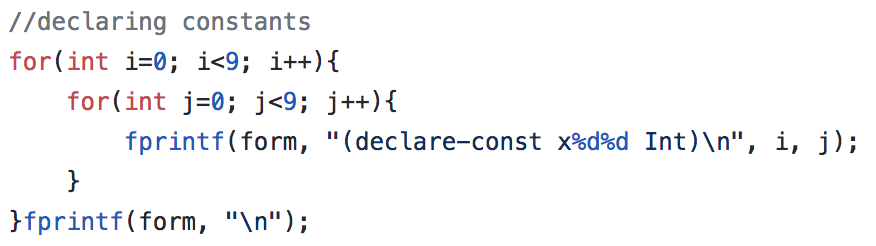 //declaring constants
for(int i=0; i<9; i++){
    for(int j=0; j<9; j++){
        fprintf(form, "(declare-const x%d%d Int)\n", i, j);
    }
}fprintf(form, "\n");